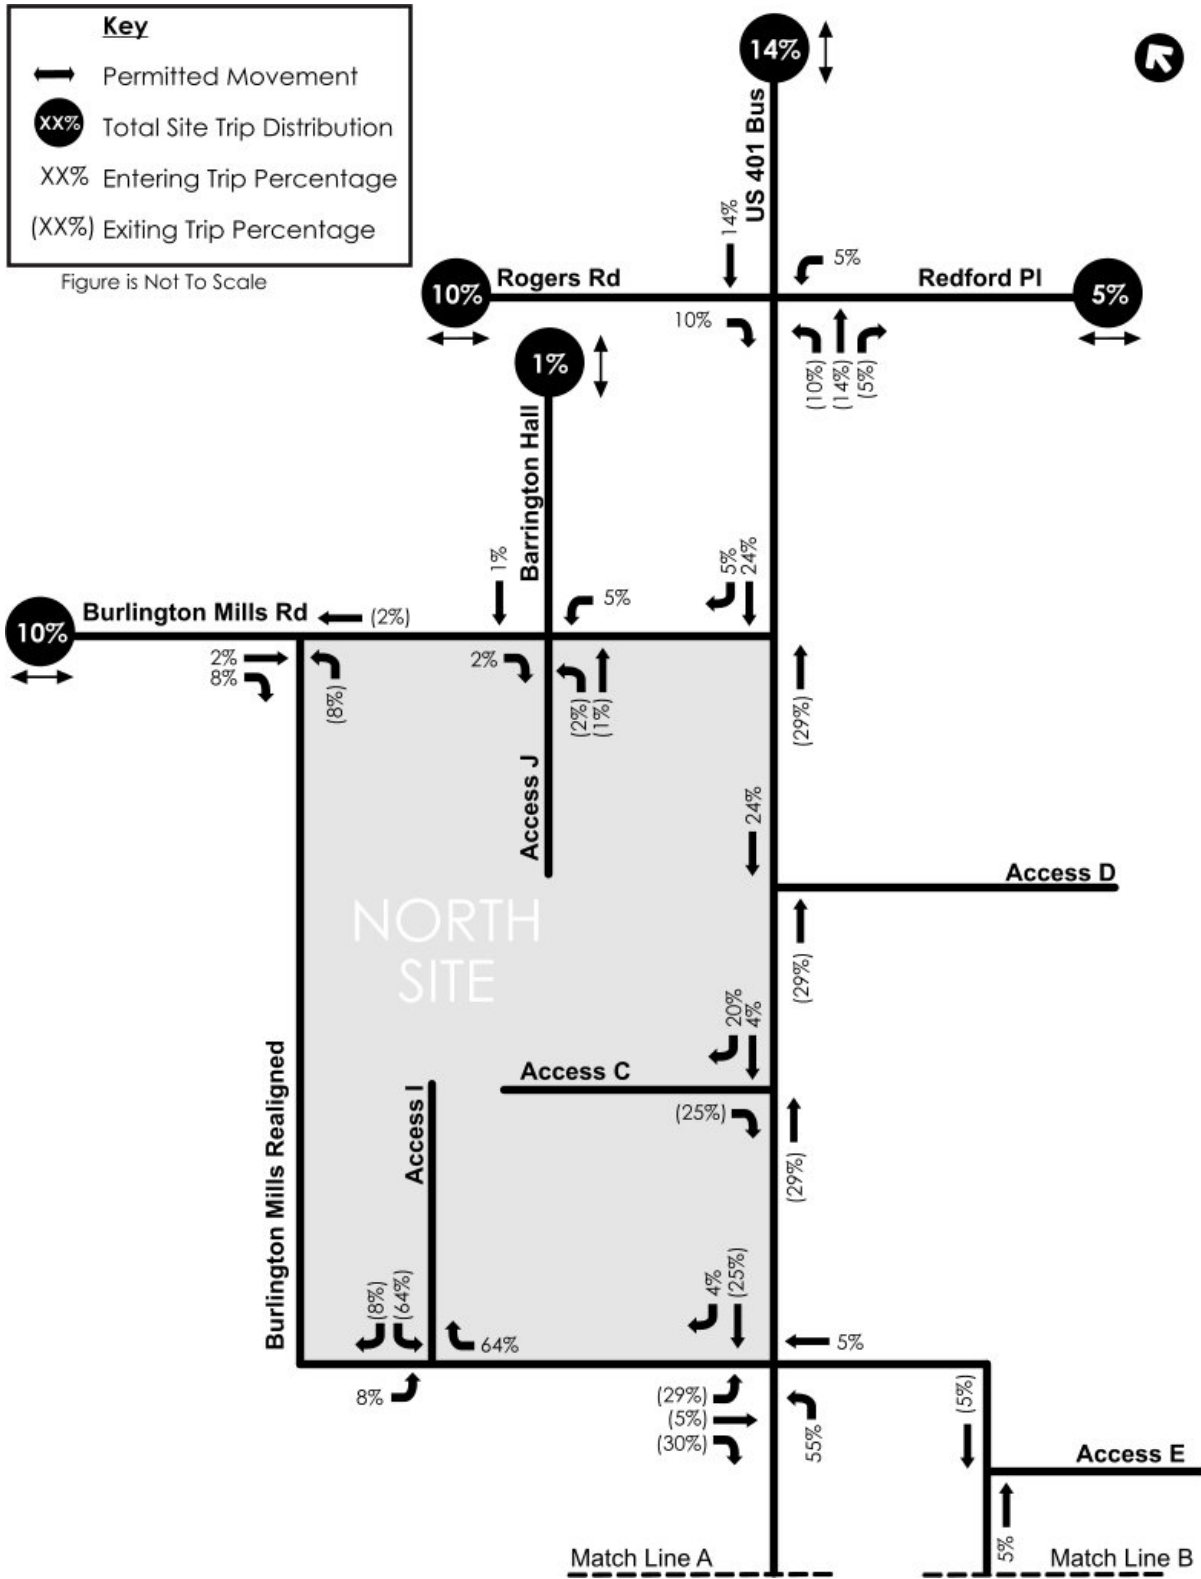 Key
Permitted Movement
XX% Total Site Trip Distribution
XX% Entering Trip Percentage
(XX%) Exiting Trip Percentage
Figure is Not To Scale
14%
US 401 Bus
14%
5%
10%
Rogers Rd
Redford Pl
5%
10%
(10%)
(14%)
(5%)
1%
Barrington Hall
1%
5%
5%
24%
10%
Burlington Mills Rd
(2%)
2%
8%
(8%)
2%
(2%)
(1%)
(29%)
Access J
24%
Access D
NORTH
SITE
(29%)
20%
4%
Access C
(25%)
(29%)
Burlington Mills Realigned
Access I
(8%)
(64%)
64%
4%
(25%)
5%
8%
(29%)
(5%)
(30%)
55%
(5%)
Access E
5%
Match Line A
Match Line B